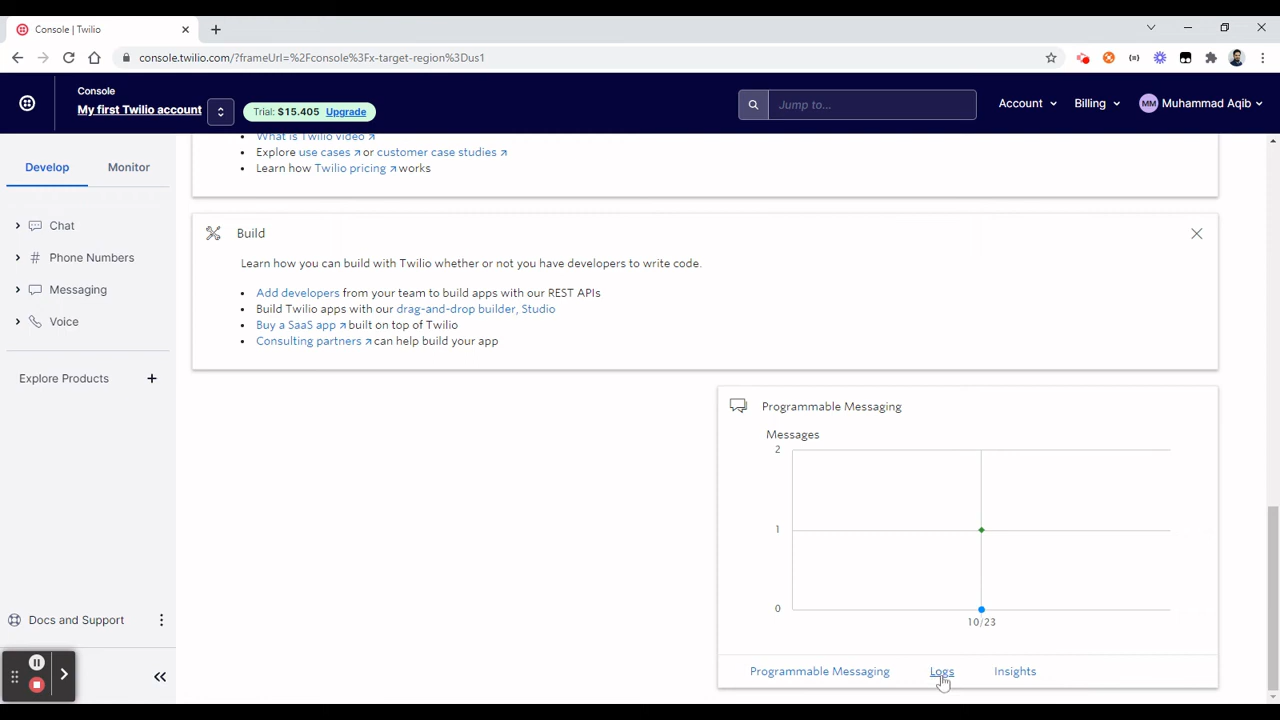 Console | Twilio
console.twilio.com/?frameUrl=%2Fconsole%3Fx-target-region%3Dus1
Console
My first Twilio account
Trial: $15.405 Upgrade
Jump to...
Account
Billing
MM Muhammad Aqib
Develop
Monitor
Chat
# Phone Numbers
Messaging
Voice
Explore Products +
Docs and Support
What is Twilio video
• Explore use cases or customer case studies
• Learn how Twilio pricing works
Build
Learn how you can build with Twilio whether or not you have developers to write code.
• Add developers from your team to build apps with our REST APIs
• Build Twilio apps with our drag-and-drop builder, Studio
• Buy a SaaS app built on top of Twilio
• Consulting partners can help build your app
Programmable Messaging
Messages
2
1
0
10/23
Programmable Messaging Logs Insights